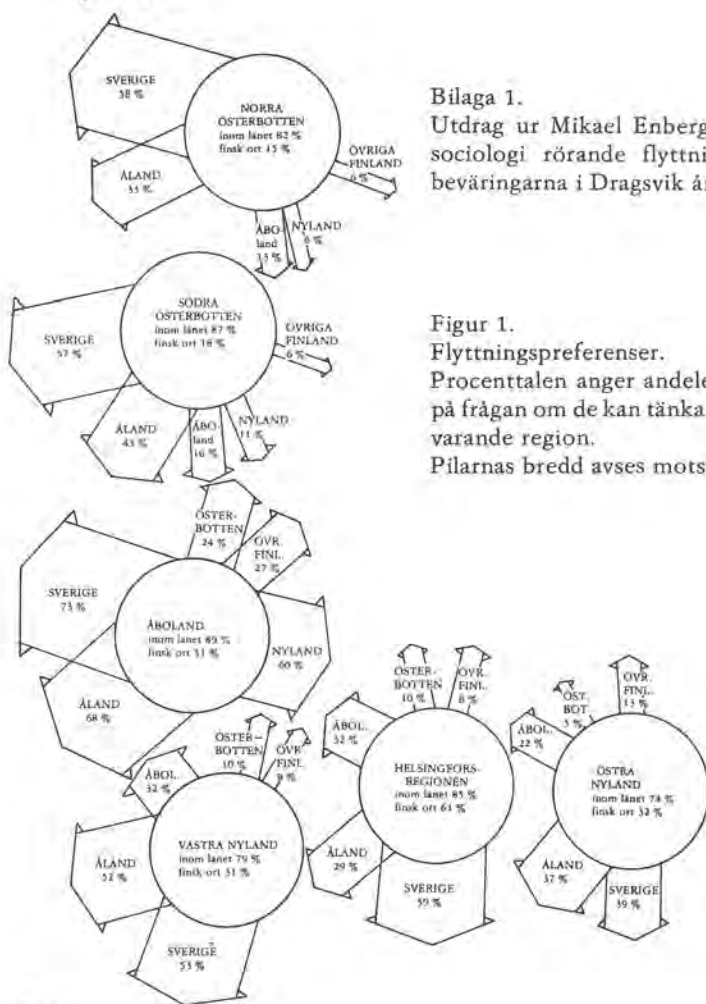 Bilaga 1.
Utdrag ur Mikael Enberg
sociologi rörande flyttni
beväringarna i Dragsvik å
Figur 1.
Flyttningspreferenser.
Procenttalen anger andele
på frågan om de kan tänka
varande region.
Pilarnas bredd avses mots
SVERIGE
58 %
NORRA
ÖSTERBOTTEN
inom länet 82 %
finsk ort 15 %
ÅLAND
33 %
ÖVRIGA
FINLAND
6 %
ÅBO-
land
13 %
NYLAND
6 %
SÖDRA
ÖSTERBOTTEN
inom länet 87 %
finsk ort 18 %
SVERIGE
57 %
ÖVRIGA
FINLAND
6 %
ÅLAND
43 %
ÅBO-
land
16 %
NYLAND
11 %
ÖSTER-
BOTTEN
24 %
ÖVR.
FINL.
27 %
SVERIGE
73 %
ÅBOLAND
inom länet 89 %
finsk ort 51 %
NYLAND
60 %
ÅLAND
68 %
ÖSTER-
BOTTEN
10 %
ÖVR.
FINL.
9 %
ÅBOL.
32 %
VÄSTRA NYLAND
inom länet 79 %
finsk ort 31 %
ÅLAND
52 %
SVERIGE
53 %
ÖSTER-
BOTTEN
10 %
ÖVR.
FINL.
8 %
ÅBOL.
32 %
HELSINGFORS-
REGIONEN
inom länet 85 %
finsk ort 61 %
ÅLAND
29 %
SVERIGE
59 %
ÖST.
BOT.
5 %
ÖVR.
FINL.
13 %
ÅBOL.
22 %
ÖSTRA
NYLAND
inom länet 78 %
finsk ort 32 %
ÅLAND
37 %
SVERIGE
39 %